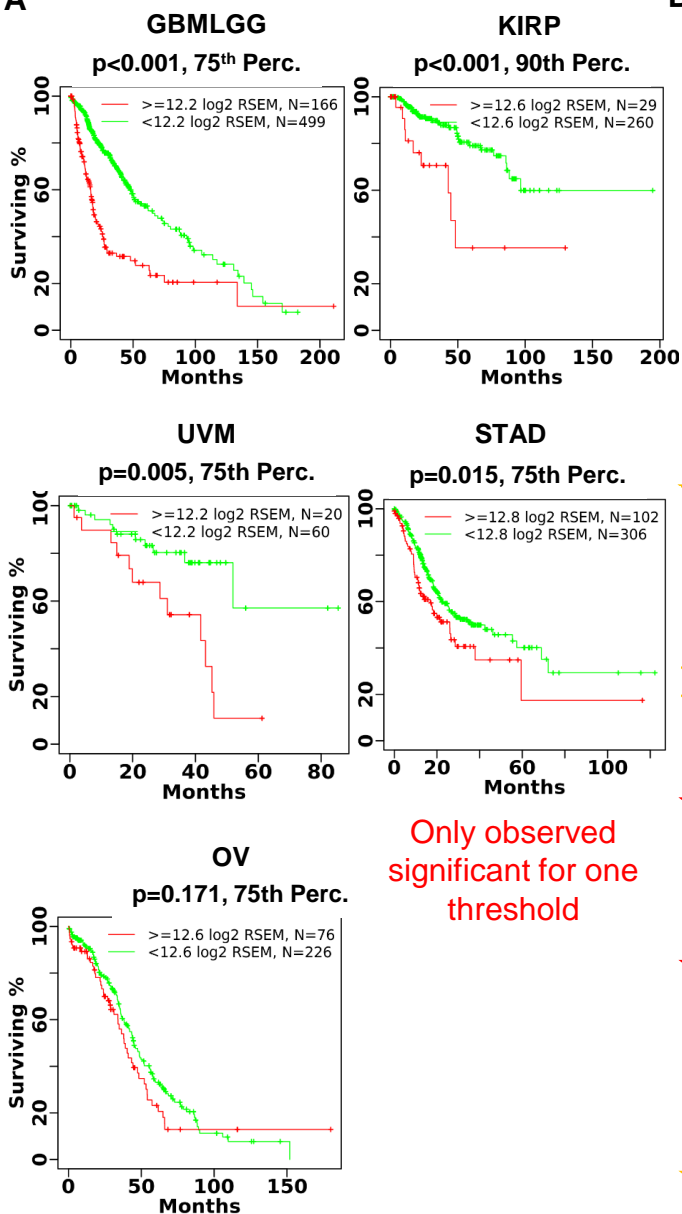 A
GBMLGG
p<0.001, 75th Perc.
>=12.2 log2 RSEM, N=166
<12.2 log2 RSEM, N=499
Surviving %
100
60
20
0
0 50 100 150 200
Months
KIRP
p<0.001, 90th Perc.
>=12.6 log2 RSEM, N=29
<12.6 log2 RSEM, N=260
100
60
20
0
0 50 100 150 200
Months
UVM
p=0.005, 75th Perc.
>=12.2 log2 RSEM, N=20
<12.2 log2 RSEM, N=60
Surviving %
100
60
20
0
0 20 40 60 80
Months
STAD
p=0.015, 75th Perc.
>=12.8 log2 RSEM, N=102
<12.8 log2 RSEM, N=306
100
60
20
0
0 20 60 100
Months
Only observed
significant for one
threshold
OV
p=0.171, 75th Perc.
>=12.6 log2 RSEM, N=76
<12.6 log2 RSEM, N=226
Surviving %
100
60
20
0
0 50 100 150
Months